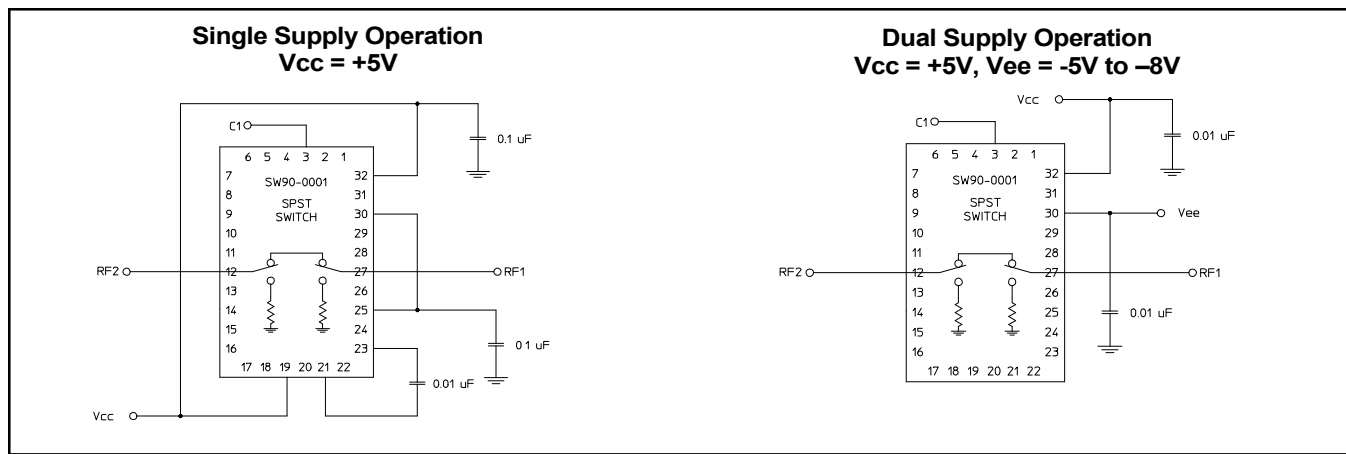 Single Supply Operation
Vcc = +5V
C1
0.1 uF
6 5 4 3 2 1
7 32
SW90-0001
8 31
SPST
9 30
SWITCH
10 29
11 28
RF2 12 27 RF1
13 26
14 25
15 24
0 1 uF
16 23
17 18 19 20 21 22
0.01 uF
Vcc
Dual Supply Operation
Vcc = +5V, Vee = -5V to –8V
Vcc
C1
0.01 uF
6 5 4 3 2 1
7 32
SW90-0001
8 31
SPST
9 30 Vee
SWITCH
10 29
11 28
RF2 12 27 RF1
13 26
14 25
0.01 uF
15 24
16 23
17 18 19 20 21 22